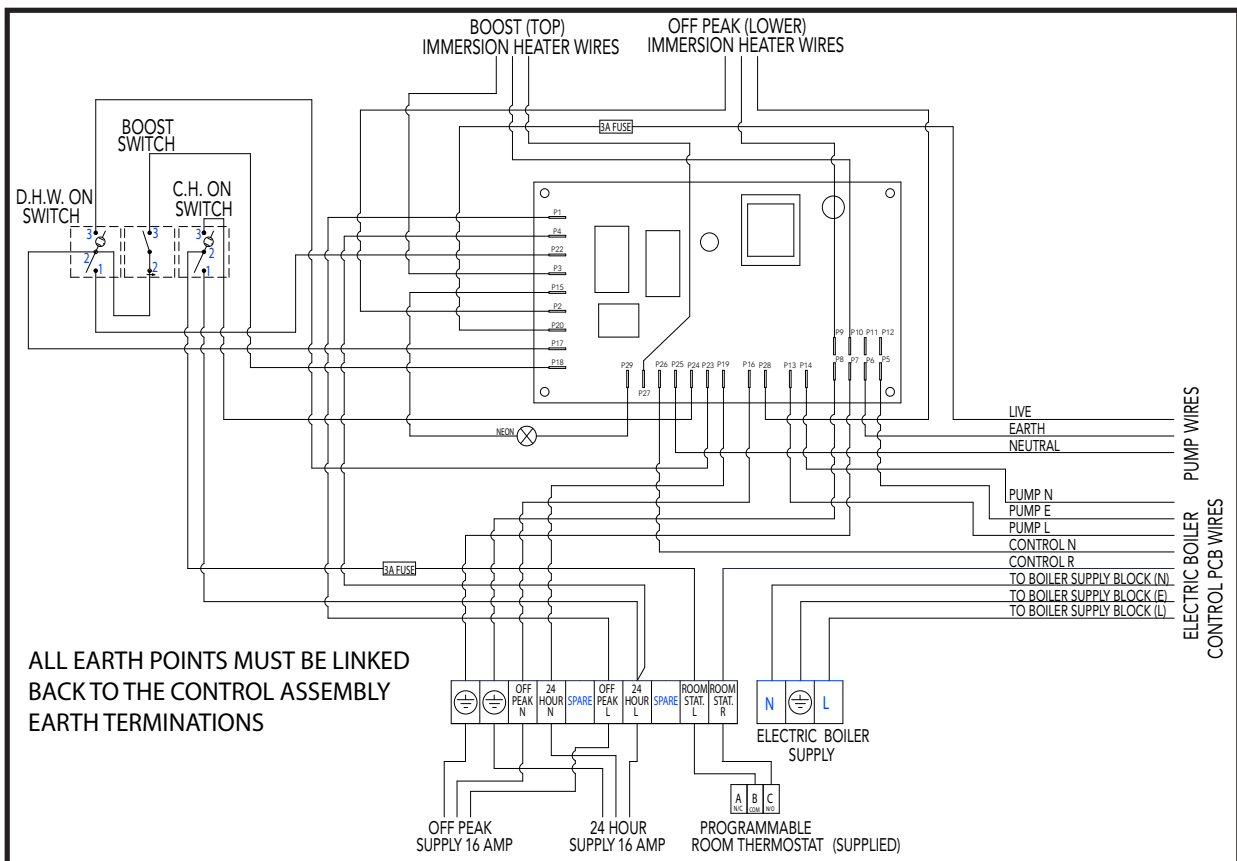 BOOST (TOP)
IMMERSION HEATER WIRES
OFF PEAK (LOWER)
IMMERSION HEATER WIRES
3A FUSE
BOOST
SWITCH
D.H.W. ON
SWITCH
C.H. ON
SWITCH
3
2
1
3
2
3
2
1
P1
P4
P22
P3
P15
P2
P20
P17
P18
P29
P27
P26
P25
P24
P23
P19
P16
P28
P13
P14
P9
P10
P11
P12
P8
P7
P6
P5
NEON
LIVE
EARTH
NEUTRAL
PUMP WIRES
PUMP N
PUMP E
PUMP L
CONTROL N
CONTROL R
TO BOILER SUPPLY BLOCK (N)
TO BOILER SUPPLY BLOCK (E)
TO BOILER SUPPLY BLOCK (L)
ELECTRIC BOILER
CONTROL PCB WIRES
3A FUSE
ALL EARTH POINTS MUST BE LINKED
BACK TO THE CONTROL ASSEMBLY
EARTH TERMINATIONS
OFF
PEAK
N
24
HOUR
N
SPARE
OFF
PEAK
L
24
HOUR
L
SPARE
ROOM
STAT.
L
ROOM
STAT.
R
N
L
ELECTRIC BOILER
SUPPLY
A
N/C
B
COM
C
N/O
OFF PEAK
SUPPLY 16 AMP
24 HOUR
SUPPLY 16 AMP
PROGRAMMABLE
ROOM THERMOSTAT (SUPPLIED)